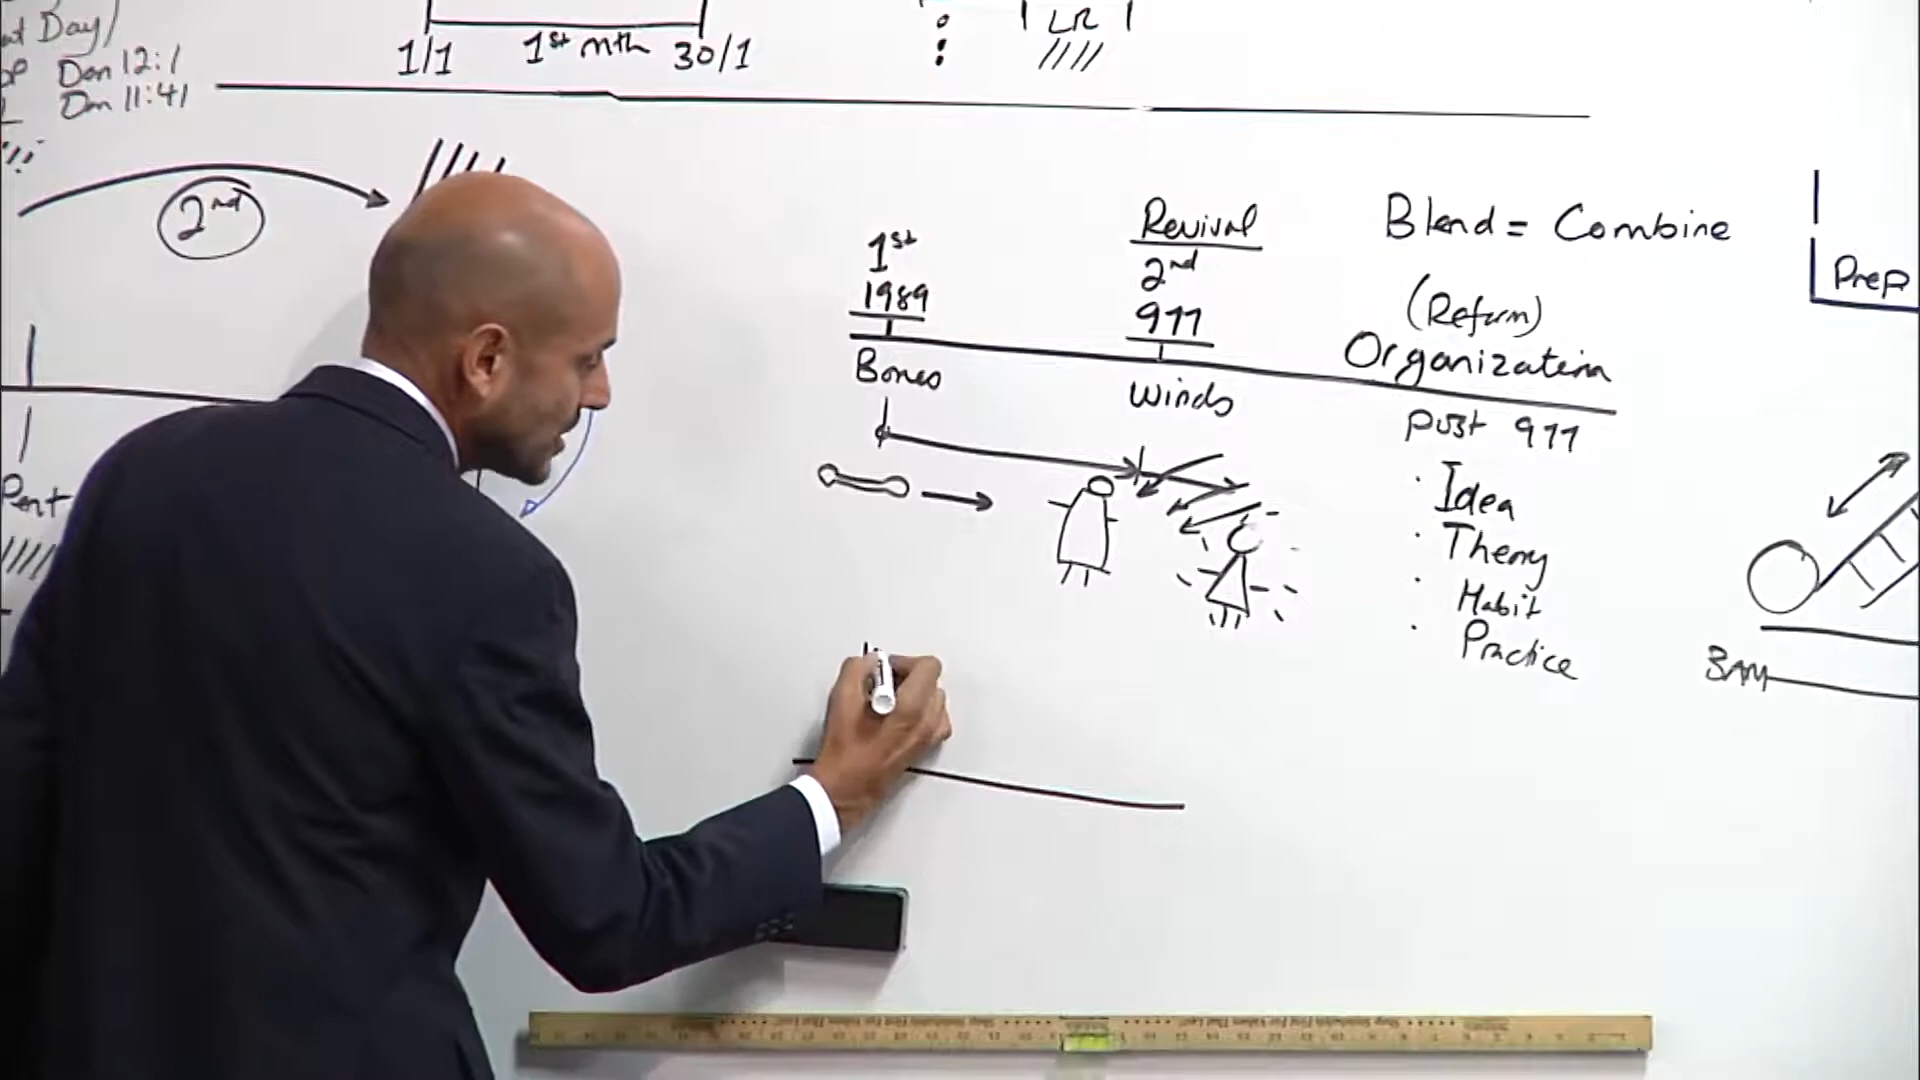 Day)
Dan 12:1
Dan 11:41
1/1 1st mth 30/1
LR
2nd
Pent
1st
1989
Bones
Revival
2nd
911
Winds
Blend = Combine
(Reform)
Organization
post 911
· Idea
· Theory
· Habit
· Practice
Prep